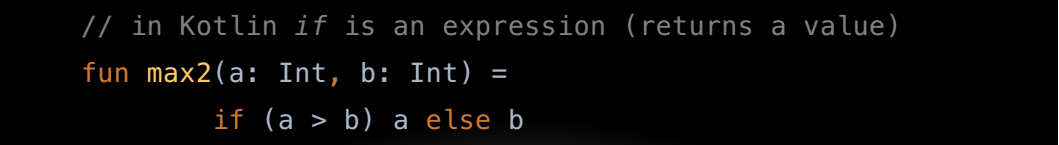 // in Kotlin if is an expression (returns a value)
fun max2(a: Int, b: Int) =
        if (a > b) a else b